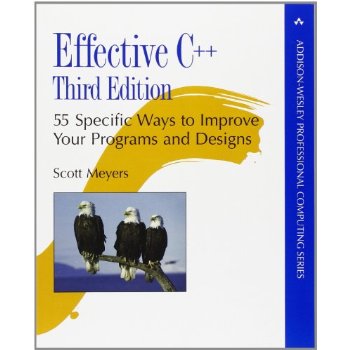 Effective C++
Third Edition
55 Specific Ways to Improve
Your Programs and Designs
Scott Meyers
ADDISON-WESLEY PROFESSIONAL COMPUTING SERIES